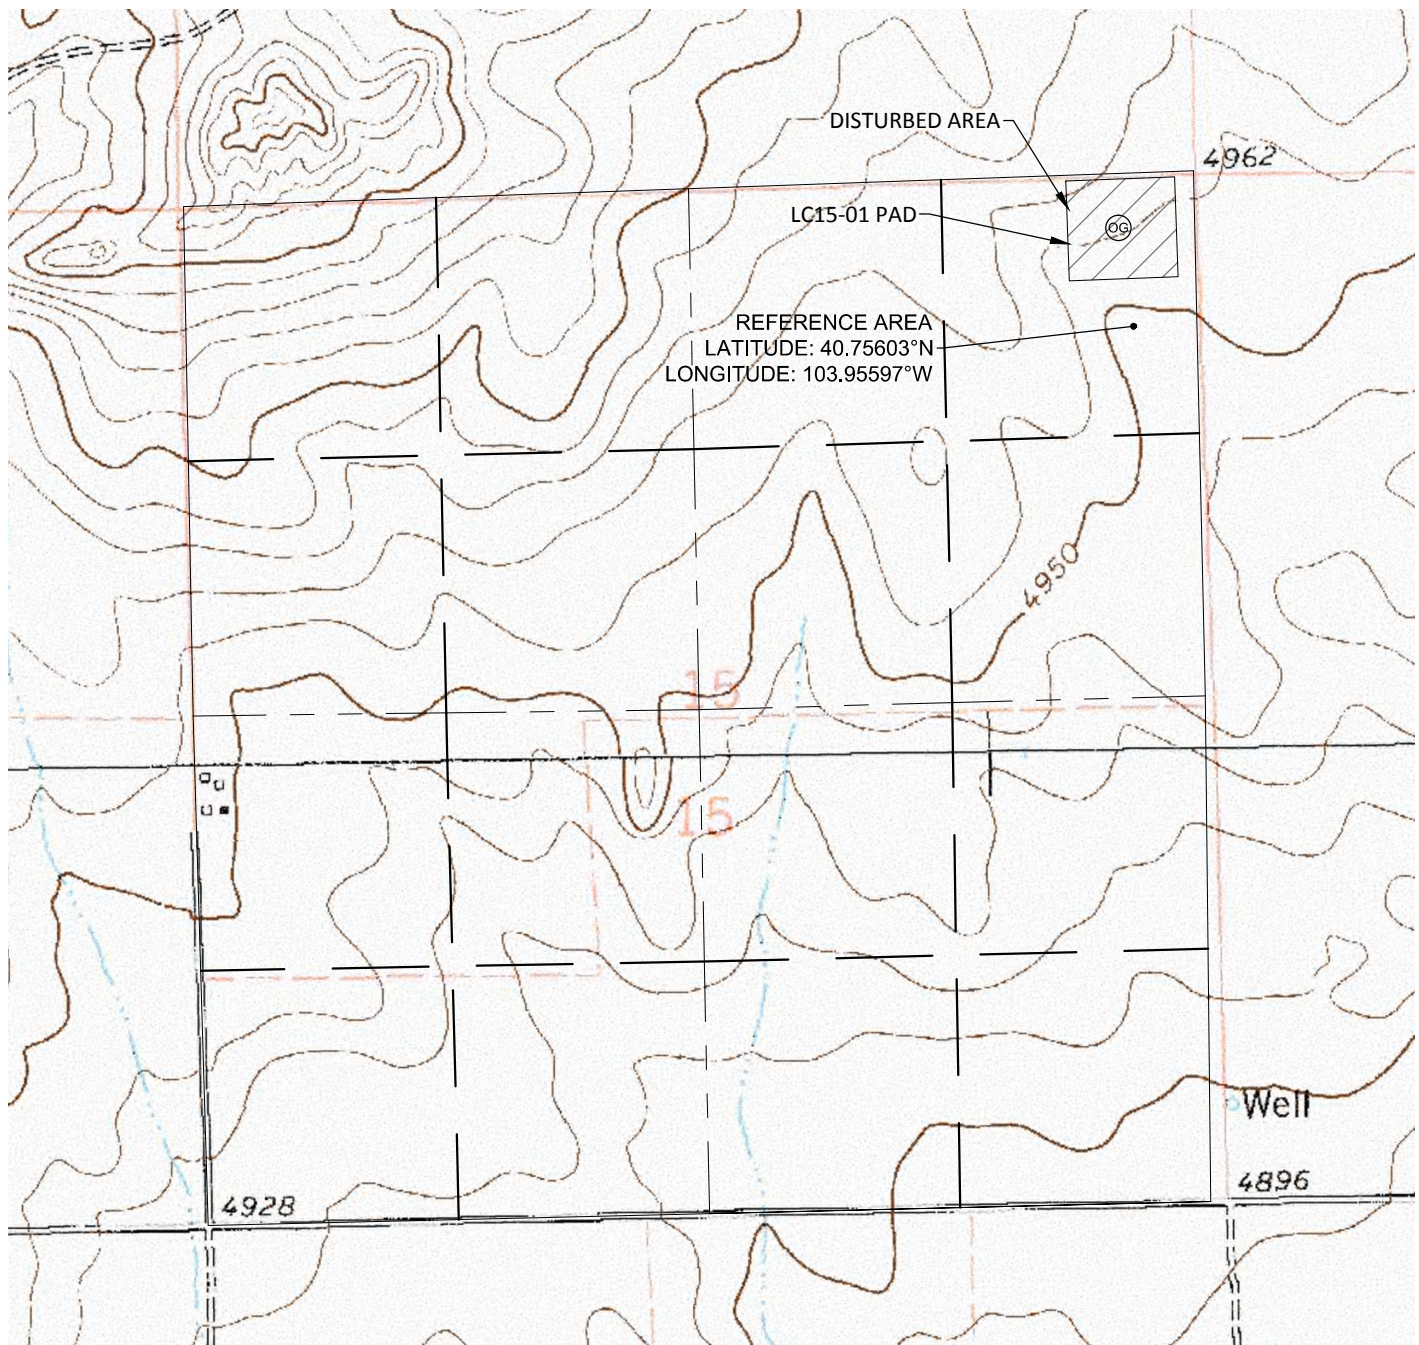 DISTURBED AREA
4962
LC15-01 PAD
OG
REFERENCE AREA
LATITUDE: 40.75603°N
LONGITUDE: 103.95597°W
4950
15
15
Well
4896
4928